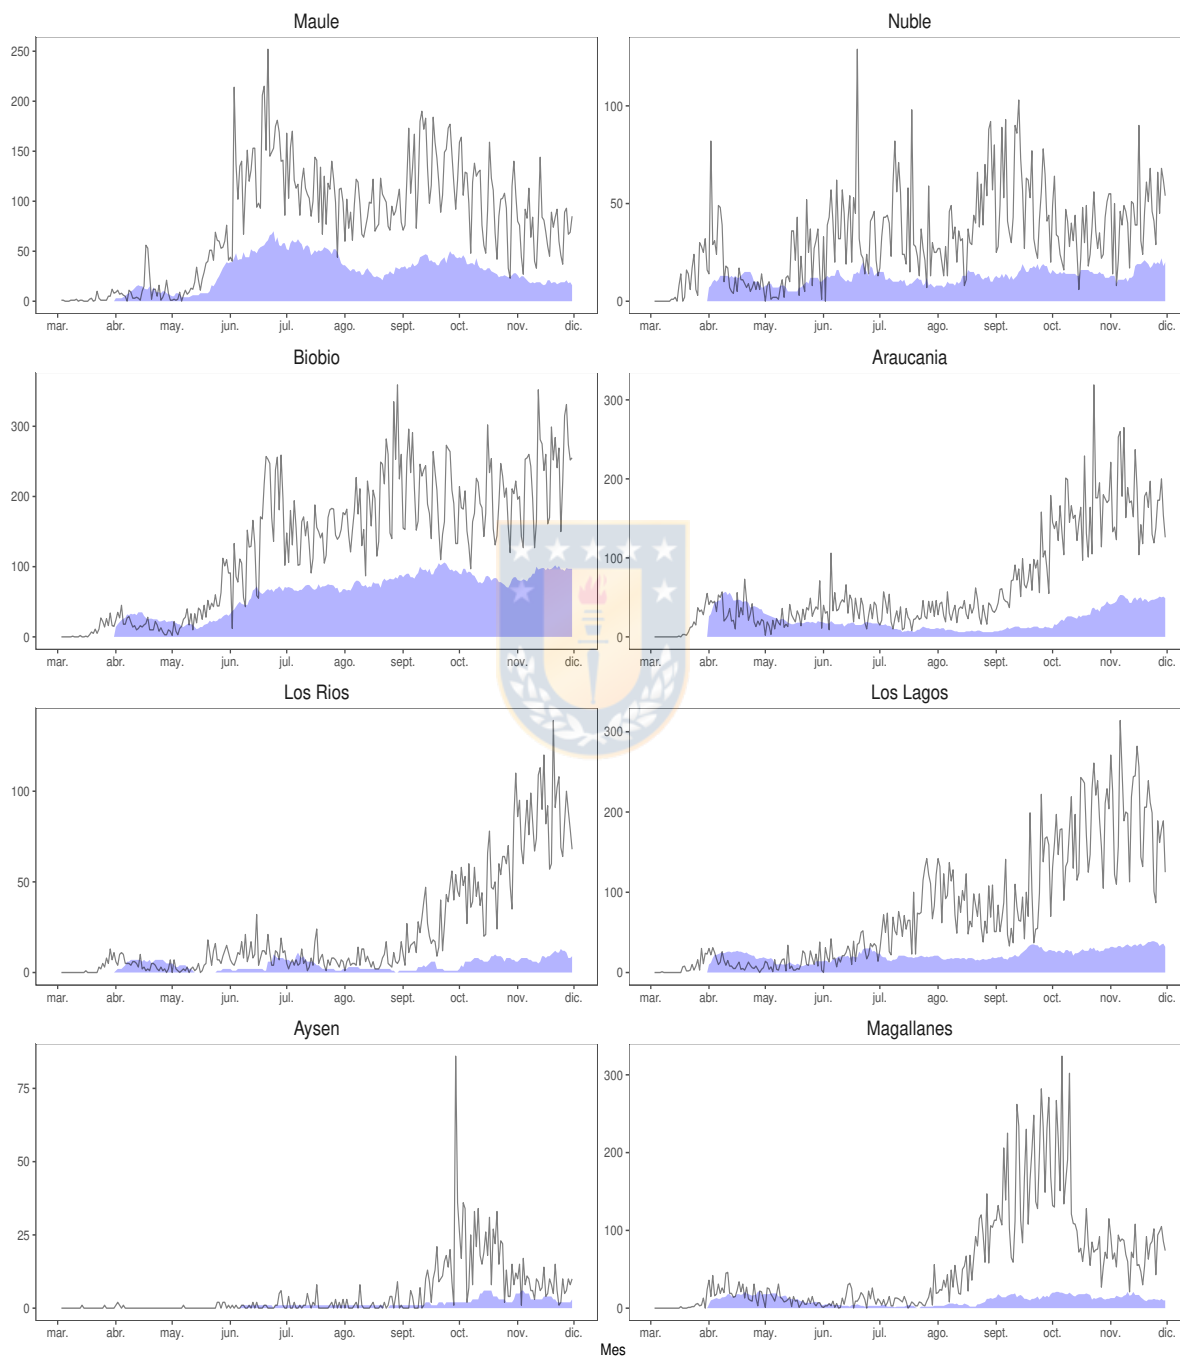 Maule
Nuble
250
200
150
100
50
0
100
50
0
mar. abr. may. jun. jul. ago. sept. oct. nov. dic.
mar. abr. may. jun. jul. ago. sept. oct. nov. dic.
Biobio
Araucania
300
200
100
0
300
200
100
0
mar. abr. may. jun. jul. ago. sept. oct. nov. dic.
mar. abr. may. jun. jul. ago. sept. oct. nov. dic.
Los Rios
Los Lagos
100
50
0
300
200
100
0
mar. abr. may. jun. jul. ago. sept. oct. nov. dic.
mar. abr. may. jun. jul. ago. sept. oct. nov. dic.
Aysen
Magallanes
75
50
25
0
300
200
100
0
mar. abr. may. jun. jul. ago. sept. oct. nov. dic.
mar. abr. may. jun. jul. ago. sept. oct. nov. dic.
Mes